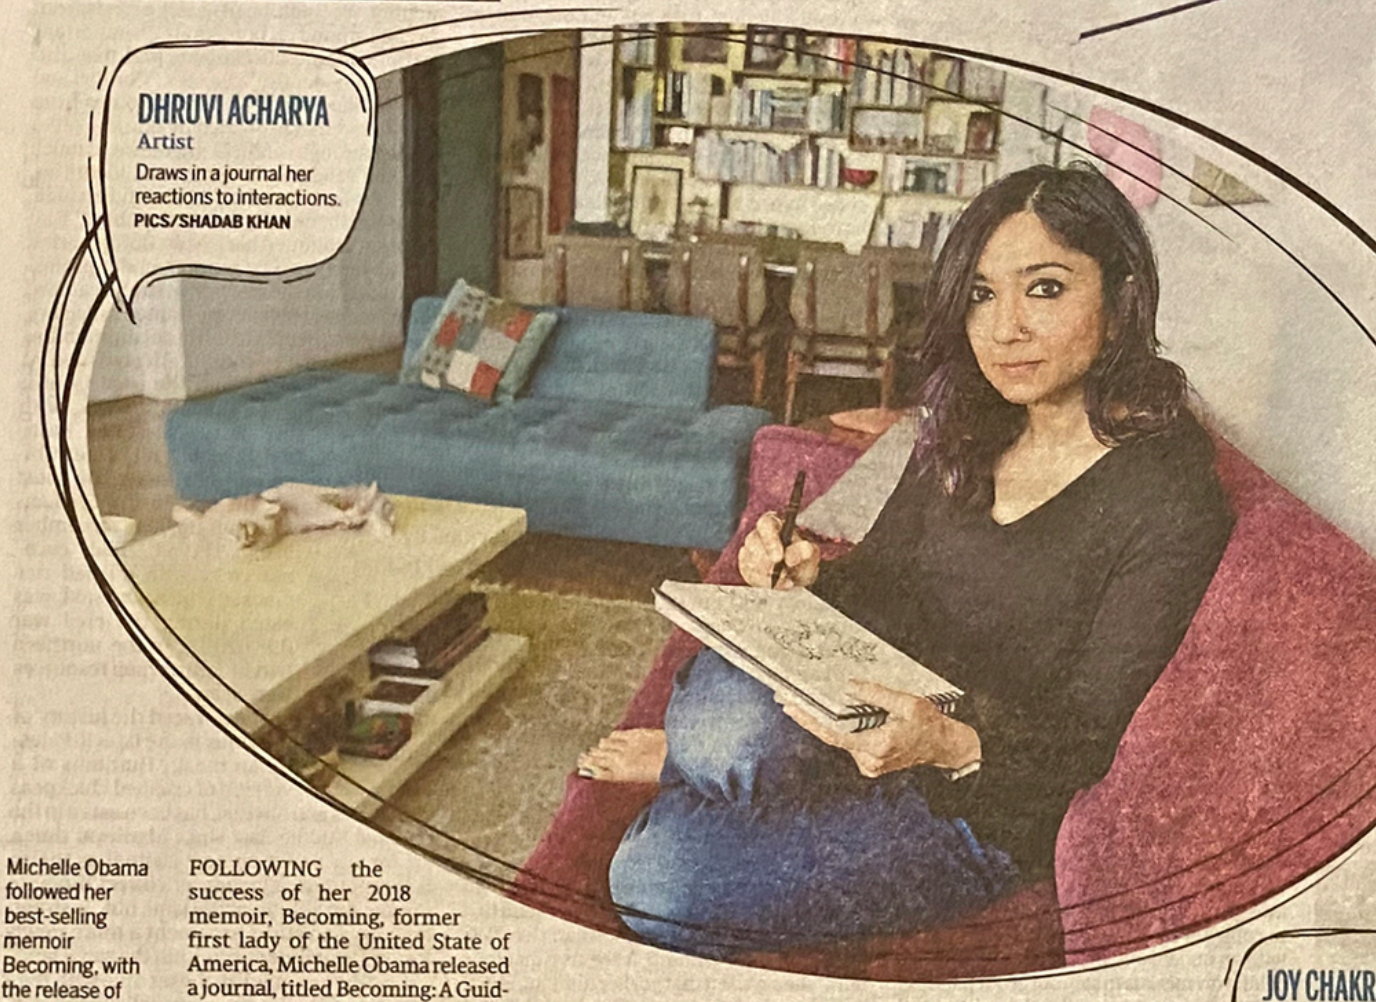 DHRUVI ACHARYA
Artist
Draws in a journal her
reactions to interactions.
PICS/SHADAB KHAN
Michelle Obama
followed her
best-selling
memoir
Becoming, with
the release of
FOLLOWING the
success of her 2018
memoir, Becoming, former
first lady of the United State of
America, Michelle Obama released
a journal, titled Becoming: A Guid-
JOY CHAKR